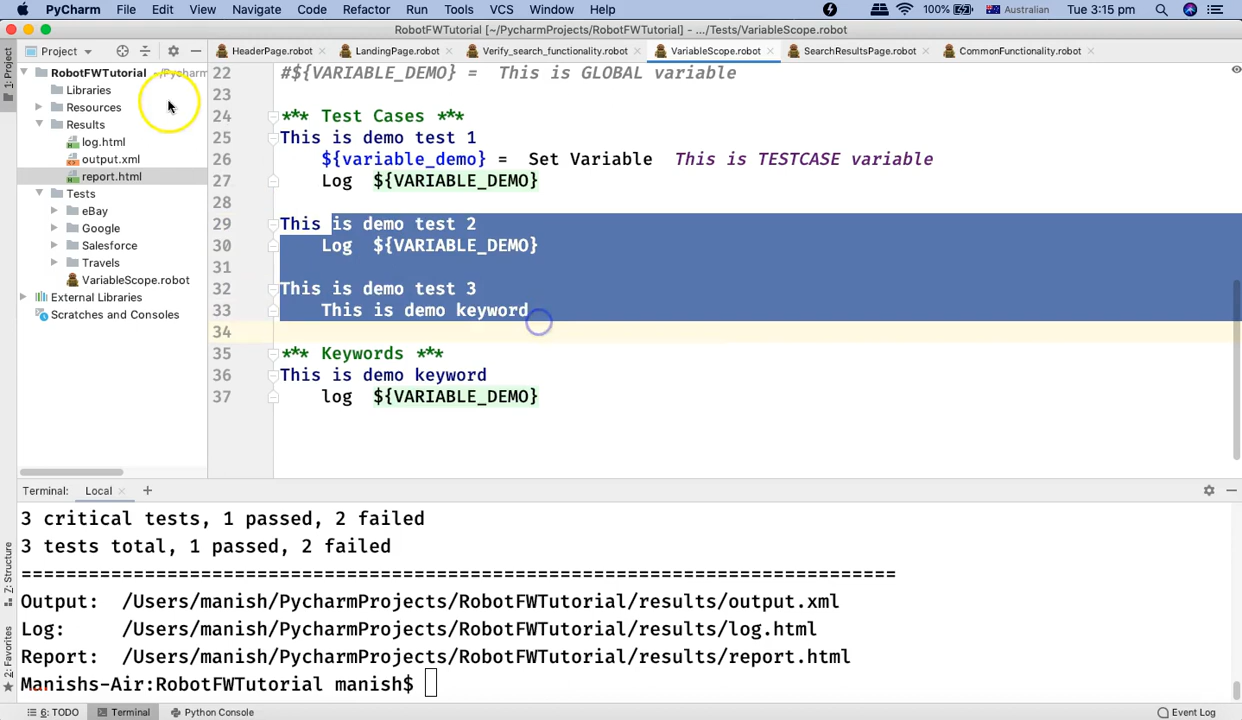 PyCharm File Edit View Navigate Code Refactor Run Tools VCS Window Help 100% Australian Tue 3:15 pm
RobotFWTutorial [~/PycharmProjects/RobotFWTutorial] - .../Tests/VariableScope.robot
Project HeaderPage.robot LandingPage.robot Verify_search_functionality.robot VariableScope.robot SearchResultsPage.robot CommonFunctionality.robot
1: Project
RobotFWTutorial ~/Pycharm
Libraries
Resources
Results
log.html
output.xml
report.html
Tests
eBay
Google
Salesforce
Travels
VariableScope.robot
External Libraries
Scratches and Consoles
22 #${VARIABLE_DEMO} = This is GLOBAL variable
23
24 *** Test Cases ***
25 This is demo test 1
26 ${variable_demo} = Set Variable This is TESTCASE variable
27 Log ${VARIABLE_DEMO}
28
29 This is demo test 2
30 Log ${VARIABLE_DEMO}
31
32 This is demo test 3
33 This is demo keyword
34
35 *** Keywords ***
36 This is demo keyword
37 log ${VARIABLE_DEMO}
Terminal: Local
3 critical tests, 1 passed, 2 failed
3 tests total, 1 passed, 2 failed
==============================================================================
Output: /Users/manish/PycharmProjects/RobotFWTutorial/results/output.xml
Log: /Users/manish/PycharmProjects/RobotFWTutorial/results/log.html
Report: /Users/manish/PycharmProjects/RobotFWTutorial/results/report.html
Manishs-Air:RobotFWTutorial manish$
Z: Structure
2: Favorites
6: TODO Terminal Python Console Event Log